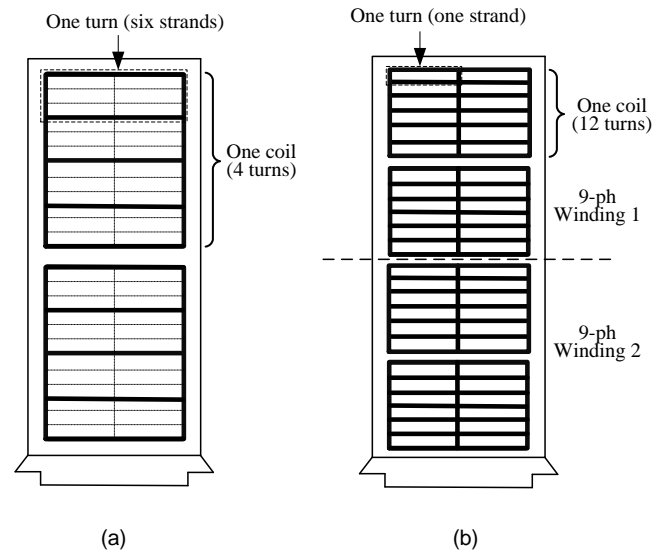 One turn (six strands)
One coil
(4 turns)
(a)
One turn (one strand)
One coil
(12 turns)
9-ph
Winding 1
9-ph
Winding 2
(b)